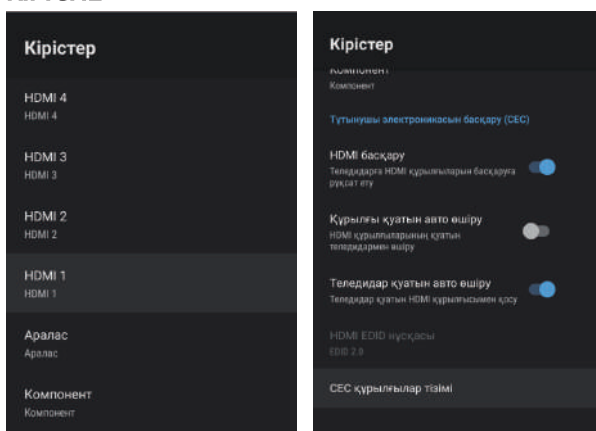 Кірістер
HDMI 4
HDMI 4
HDMI 3
HDMI 3
HDMI 2
HDMI 2
HDMI 1
HDMI 1
Аралас
Аралас
Компонент
Компонент
Кірістер
Компонент
Компонент
Тұтынушы электроникасын басқару (CEC)
HDMI басқару
Теледидарға HDMI құрылғыларын басқаруға
рұқсат ету
Құрылғы қуатын авто өшіру
HDMI құрылғыларының қуатын
теледидармен өшіру
Теледидар қуатын авто өшіру
Теледидар қуатын HDMI құрылғысымен қосу
HDMI EDID нұсқасы
EDID 2.0
CEC құрылғылар тізімі